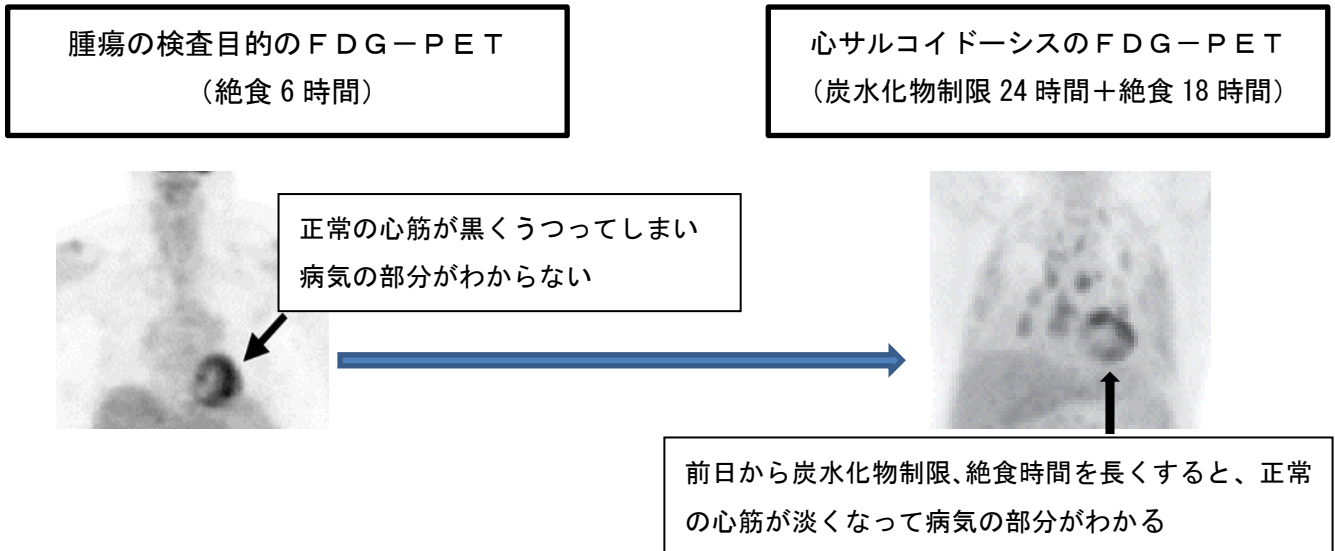 腫瘍の検査目的のＦＤＧ－ＰＥＴ
（絶食 6 時間）
心サルコイドーシスのＦＤＧ－ＰＥＴ
（炭水化物制限 24 時間＋絶食 18 時間）
正常の心筋が黒くうつってしまい
病気の部分がわからない
前日から炭水化物制限、絶食時間を長くすると、正常
の心筋が淡くなって病気の部分がわかる